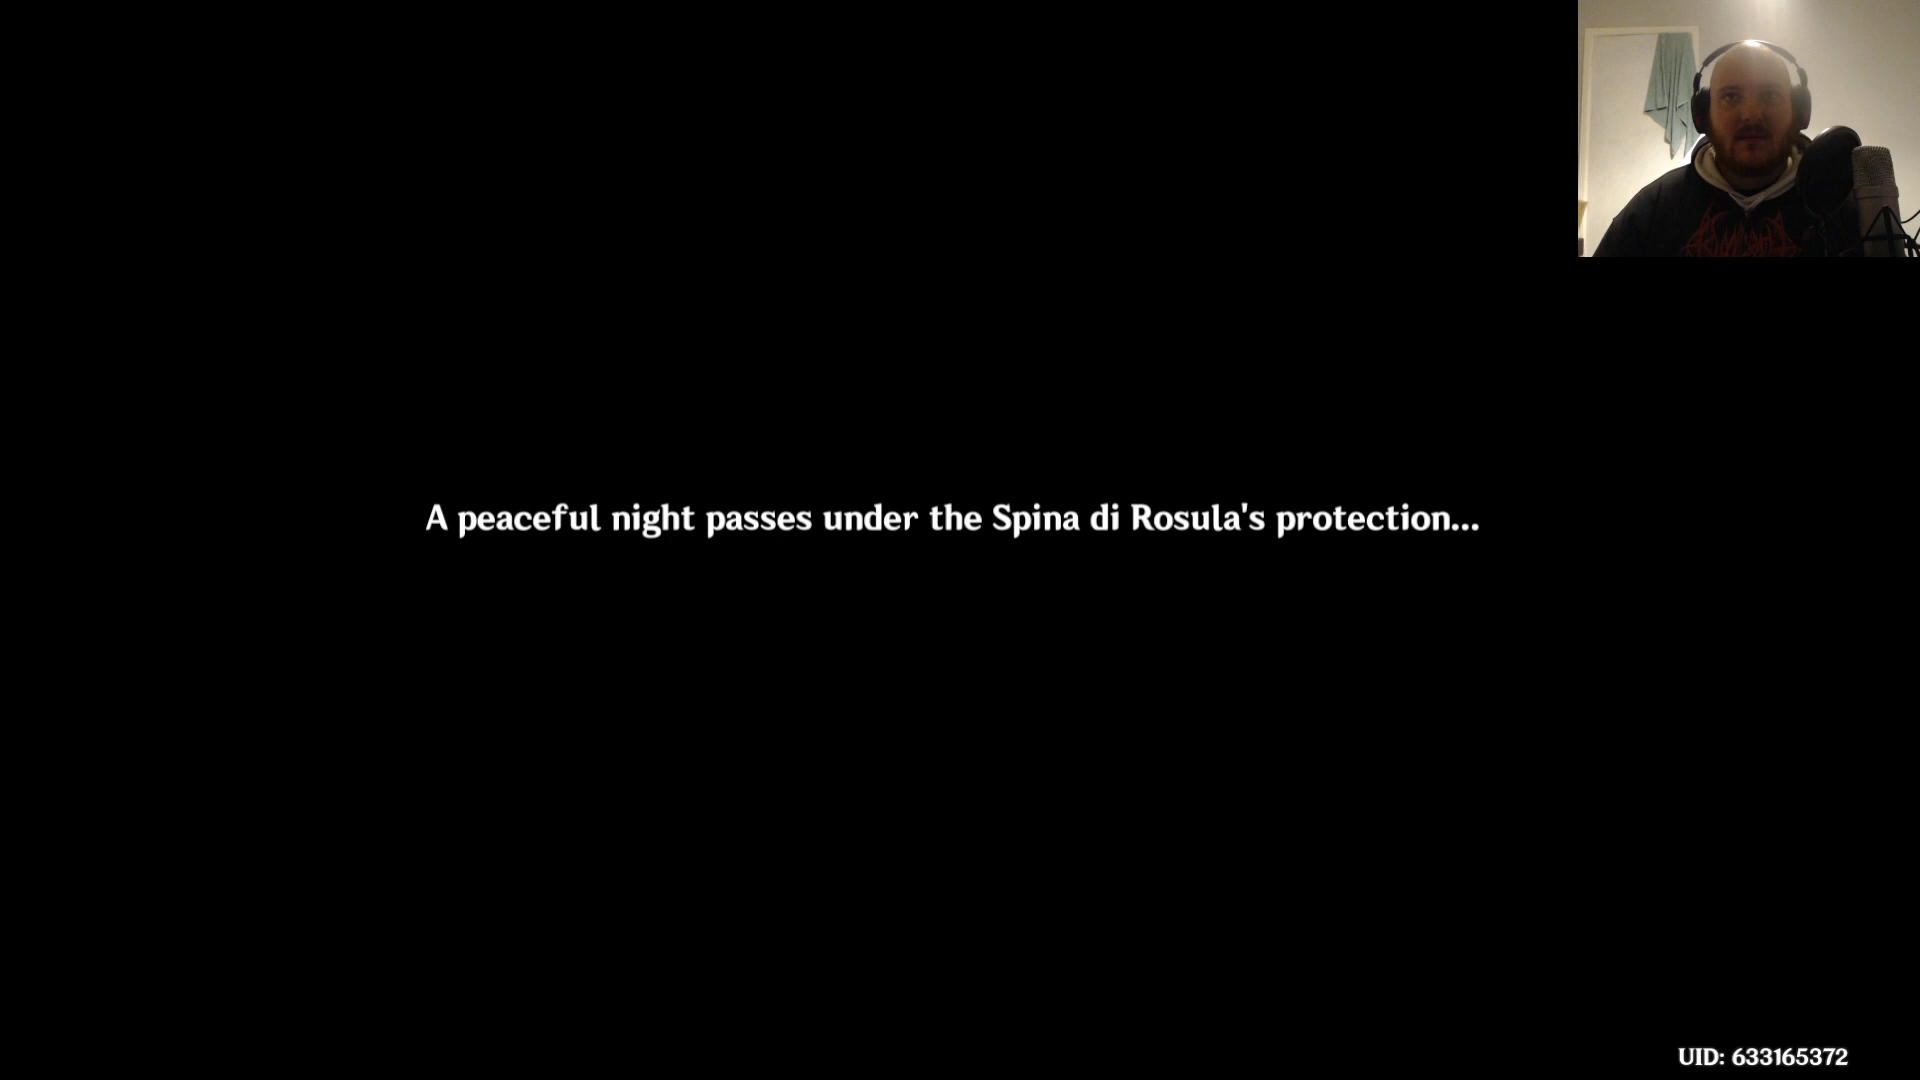 A peaceful night passes under the Spina di Rosula's protection...
UID: 633165372